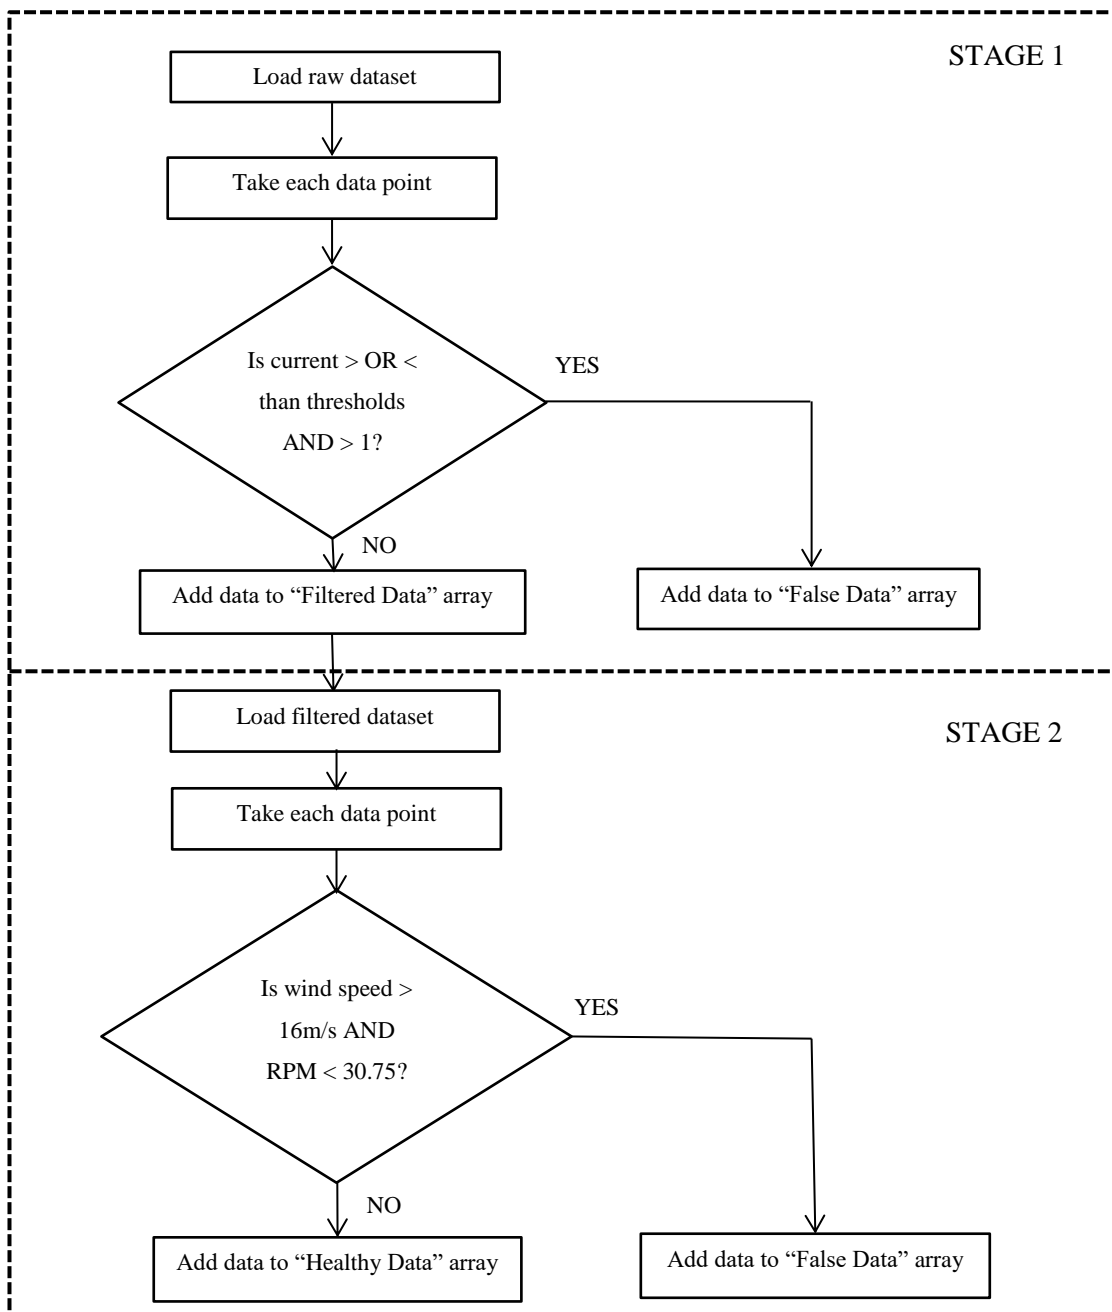 STAGE 1
Load raw dataset
Take each data point
Is current > OR <
than thresholds
AND > 1?
YES
NO
Add data to “Filtered Data” array
Add data to “False Data” array
Load filtered dataset
STAGE 2
Take each data point
Is wind speed >
16m/s AND
RPM < 30.75?
YES
NO
Add data to “Healthy Data” array
Add data to “False Data” array